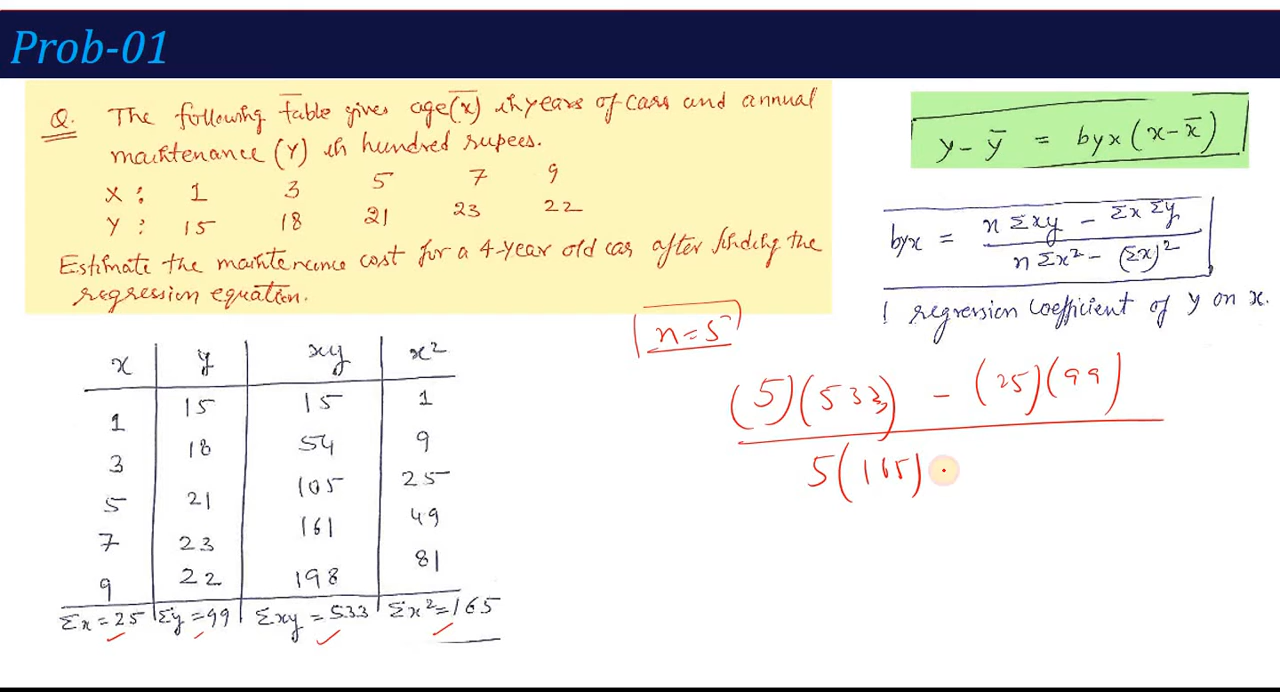 Prob-01
Q. The following table gives age (x) in years of cars and annual
maintenance (Y) in hundred rupees.
X : 1 3 5 7 9
Y : 15 18 21 23 22
Estimate the maintenance cost for a 4-year old car after finding the
regression equation.
y - ȳ = byx (x - x̄)
byx = n Σxy - Σx Σy / n Σx² - (Σx)²
regression coefficient of y on x.
n = 5
(5)(533) - (25)(99)
5(165)
x y xy x²
1 15 15 1
3 18 54 9
5 21 105 25
7 23 161 49
9 22 198 81
Σx = 25 Σy = 99 Σxy = 533 Σx² = 165